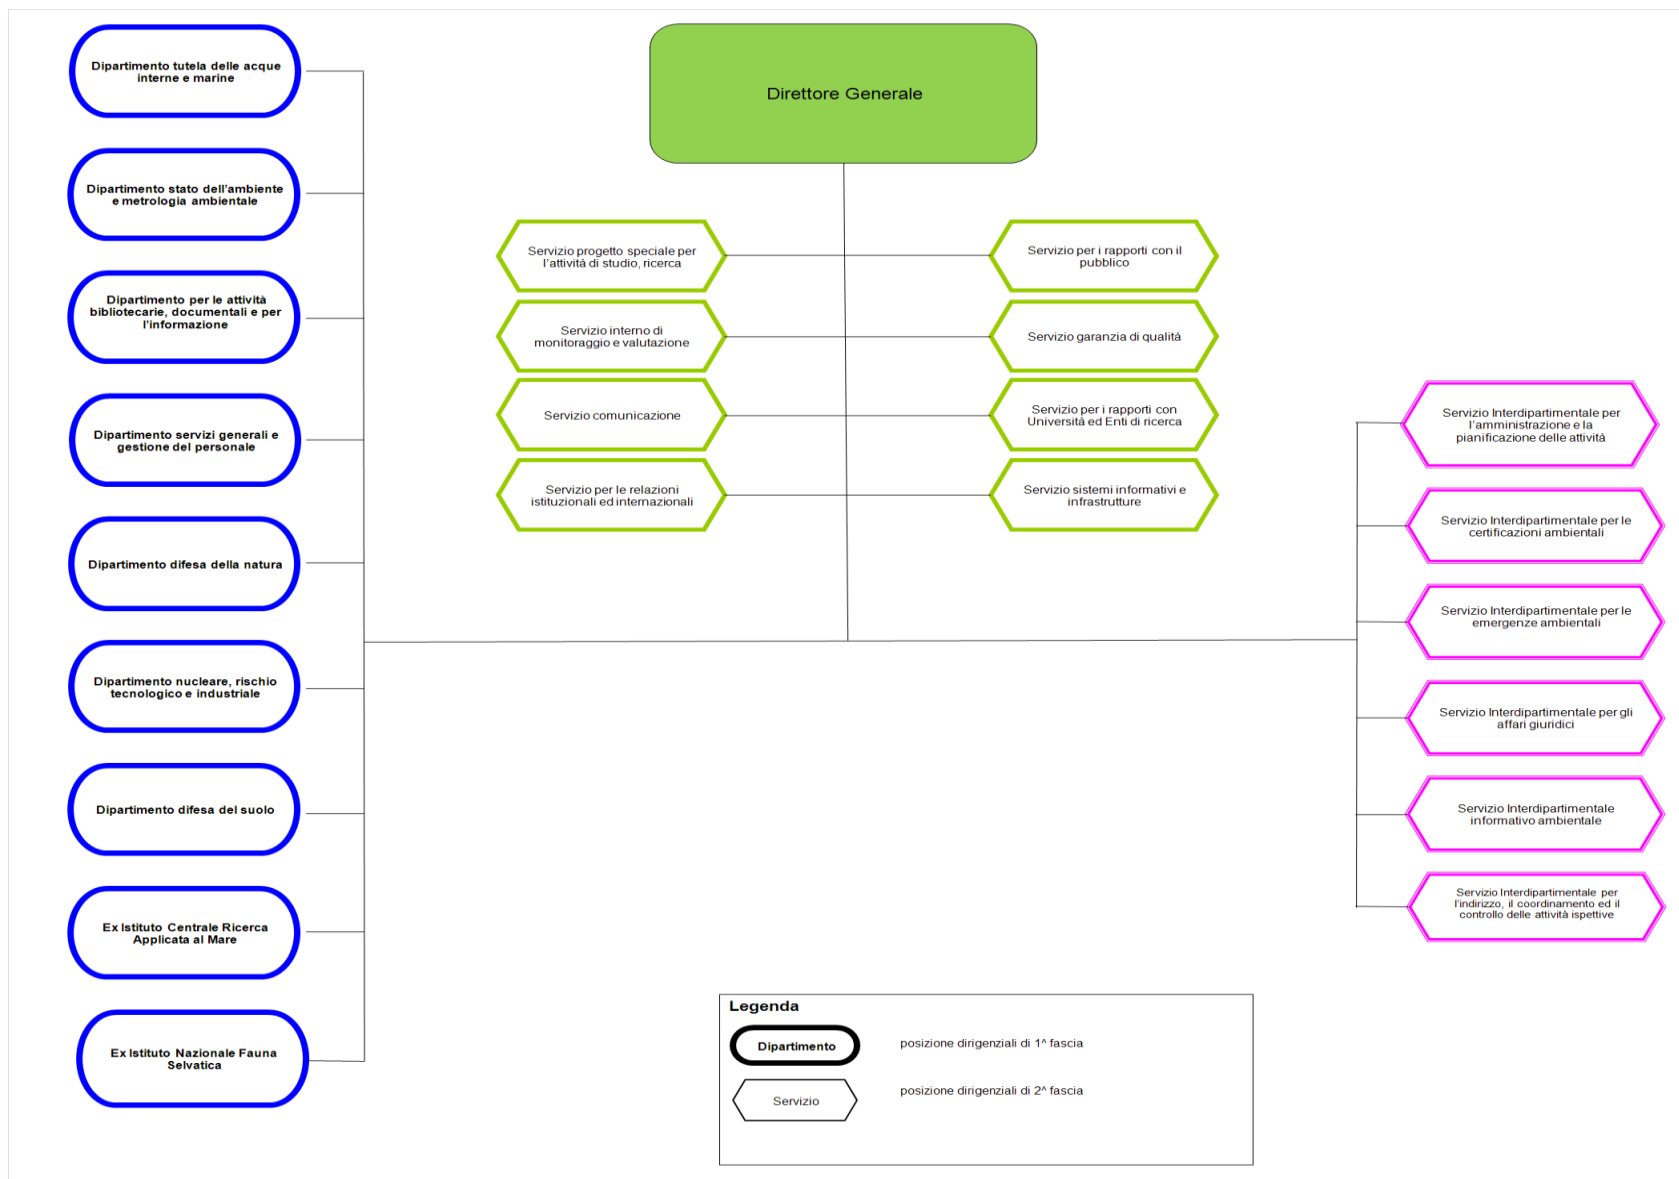 Dipartimento tutela delle acque
interne e marine
Dipartimento stato dell'ambiente
e metrologia ambientale
Dipartimento per le attività
bibliotecarie, documentali e per
l'informazione
Dipartimento servizi generali e
gestione del personale
Dipartimento difesa della natura
Dipartimento nucleare, rischio
tecnologico e industriale
Dipartimento difesa del suolo
Ex Istituto Centrale Ricerca
Applicata al Mare
Ex Istituto Nazionale Fauna
Selvatica
Direttore Generale
Servizio progetto speciale per
l'attività di studio, ricerca
Servizio interno di
monitoraggio e valutazione
Servizio comunicazione
Servizio per le relazioni
istituzionali ed internazionali
Servizio per i rapporti con il
pubblico
Servizio garanzia di qualità
Servizio per i rapporti con
Università ed Enti di ricerca
Servizio sistemi informativi e
infrastrutture
Servizio Interdipartimentale per
l'amministrazione e la
pianificazione delle attività
Servizio Interdipartimentale per le
certificazioni ambientali
Servizio Interdipartimentale per le
emergenze ambientali
Servizio Interdipartimentale per gli
affari giuridici
Servizio Interdipartimentale
informativo ambientale
Servizio Interdipartimentale per
l'indirizzo, il coordinamento ed il
controllo delle attività ispettive
Legenda
Dipartimento
posizione dirigenziali di 1^ fascia
Servizio
posizione dirigenziali di 2^ fascia